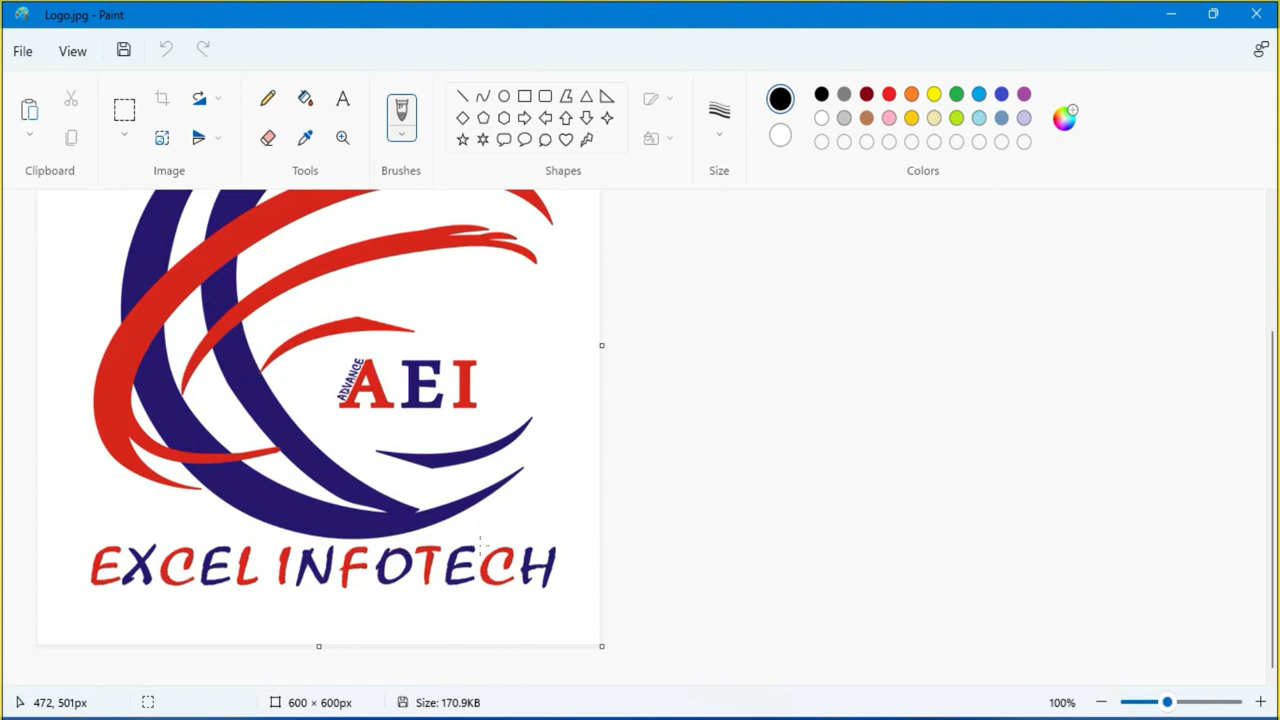 Logo.jpg - Paint
File View
Clipboard Image Tools Brushes Shapes Size Colors
ADVANCE
AEI
EXCEL INFOTECH
472, 501px 600 × 600px Size: 170.9KB 100%